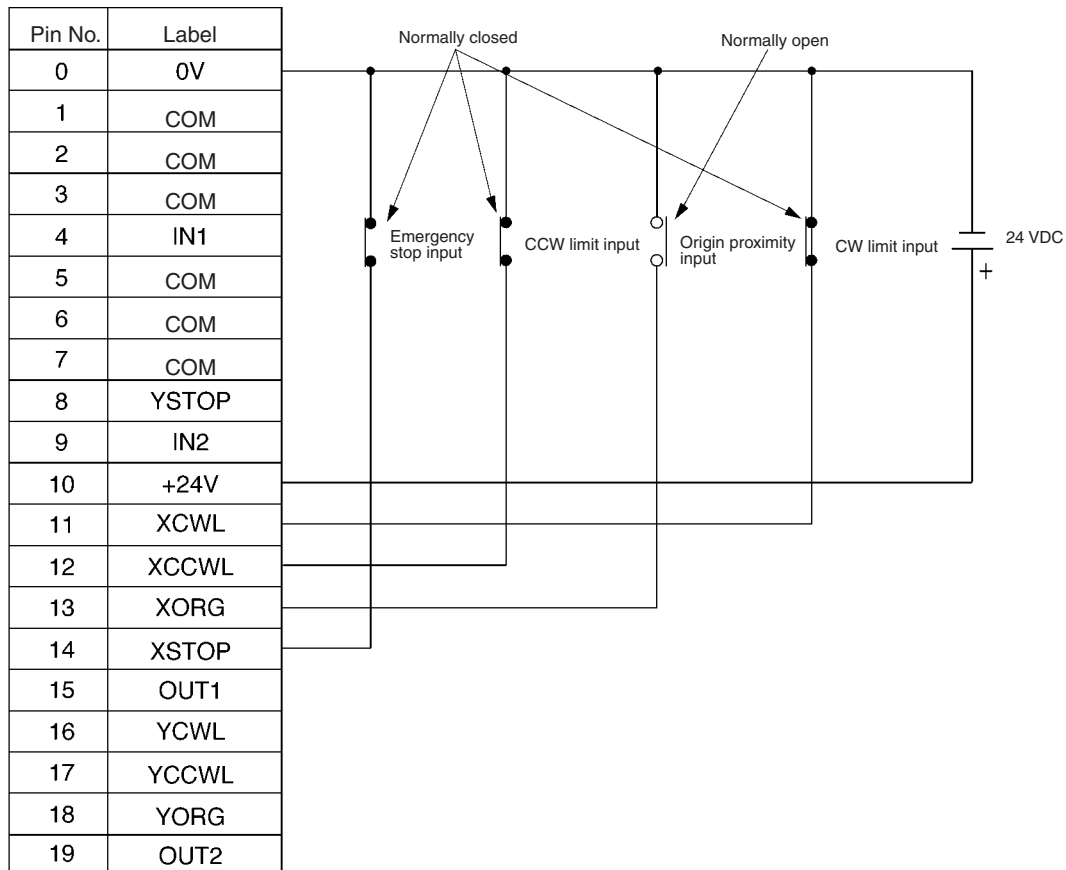 Pin No. Label
0 0V
1 COM
2 COM
3 COM
4 IN1
5 COM
6 COM
7 COM
8 YSTOP
9 IN2
10 +24V
11 XCWL
12 XCCWL
13 XORG
14 XSTOP
15 OUT1
16 YCWL
17 YCCWL
18 YORG
19 OUT2
Normally closed
Normally open
Emergency
stop input
CCW limit input
Origin proximity
input
CW limit input
24 VDC
+